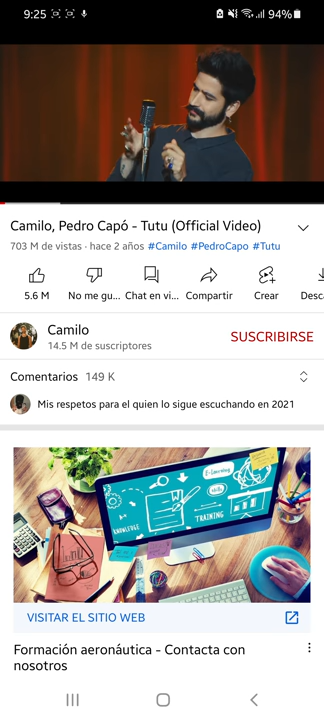 9:25
94%
Camilo, Pedro Capó - Tutu (Official Video)
703 M de vistas · hace 2 años #Camilo #PedroCapo #Tutu
5.6 M No me gu... Chat en vi... Compartir Crear Desc
Camilo
14.5 M de suscriptores
SUSCRIBIRSE
Comentarios 149 K
Mis respetos para el quien lo sigue escuchando en 2021
E-Learning
Skills
KNOWLEDGE
TRAINING
VISITAR EL SITIO WEB
Formación aeronáutica - Contacta con
nosotros